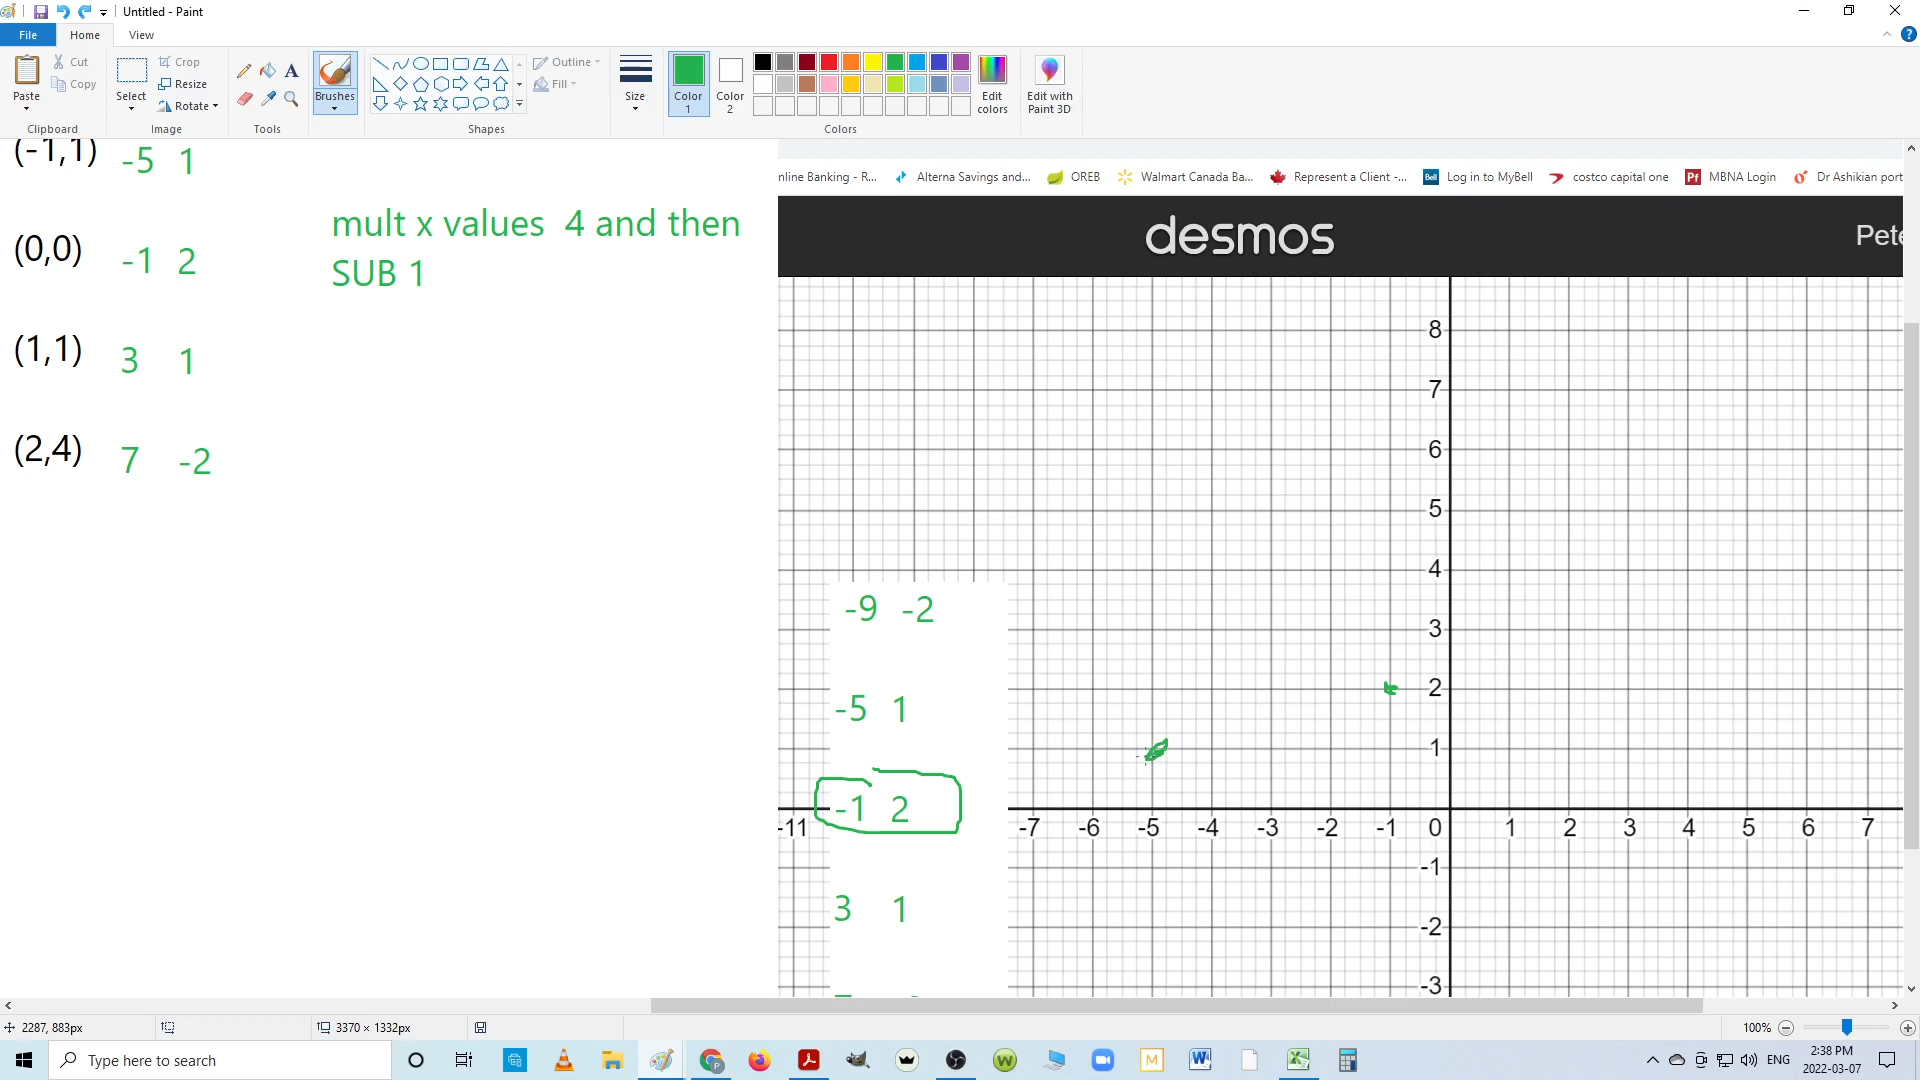 Untitled - Paint
File Home View
Paste
Cut
Copy
Clipboard
Select
Crop
Resize
Rotate
Image
Tools
Brushes
Shapes
Outline
Fill
Size
Color 1
Color 2
Edit colors
Colors
Edit with Paint 3D
(-1,1) -5 1
(0,0) -1 2
(1,1) 3 1
(2,4) 7 -2
mult x values 4 and then
SUB 1
nline Banking - R... Alterna Savings and... OREB Walmart Canada Ba... Represent a Client -... Bell Log in to MyBell costco capital one Pf MBNA Login Dr Ashikian port
desmos
Pete
8
7
6
5
4
3
2
1
-11 -7 -6 -5 -4 -3 -2 -1 0 1 2 3 4 5 6 7
-1
-2
-3
-9 -2
-5 1
-1 2
3 1
2287, 883px
3370 × 1332px
100%
Type here to search
ENG
2:38 PM
2022-03-07